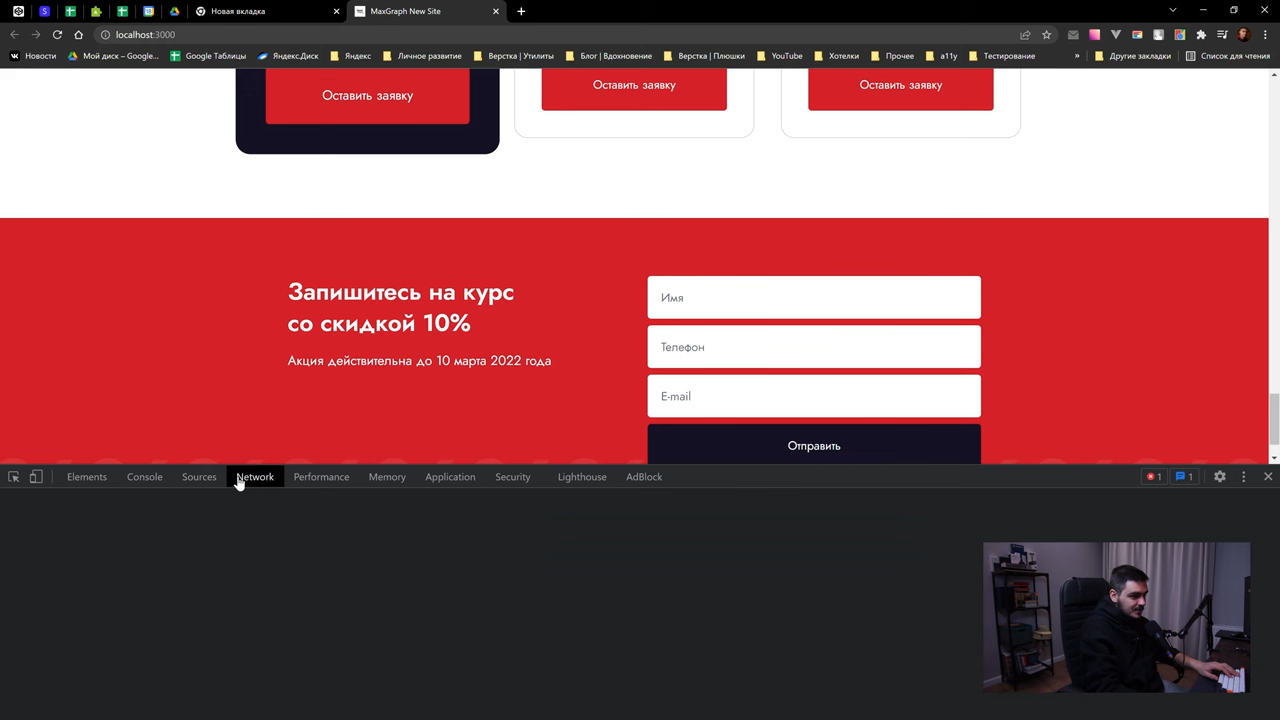 Новая вкладка
MaxGraph New Site
localhost:3000
Новости
Мой диск – Google...
Google Таблицы
Яндекс.Диск
Яндекс
Личное развитие
Верстка | Утилиты
Блог | Вдохновение
Верстка | Плюшки
YouTube
Хотелки
Прочее
a11y
Тестирование
»
Другие закладки
Список для чтения
Оставить заявку
Оставить заявку
Оставить заявку
Запишитесь на курс
со скидкой 10%
Акция действительна до 10 марта 2022 года
Имя
Телефон
E-mail
Отправить
Elements
Console
Sources
Network
Performance
Memory
Application
Security
Lighthouse
AdBlock
1
1